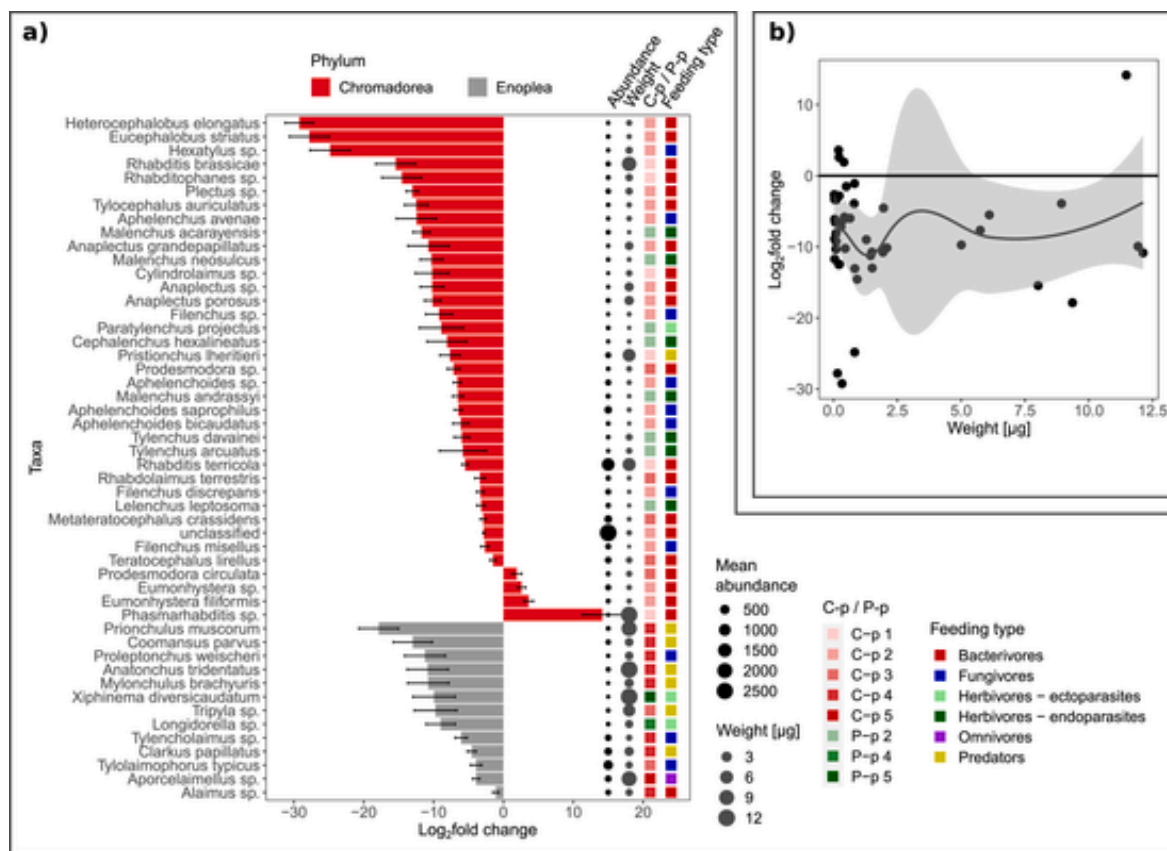 a)
Phylum
Chromadorea Enoplea
Abundance
Weight
C-p / P-p
Feeding type
Taxa
Heterocephalobus elongatus
Eucephalobus striatus
Hexatylus sp.
Rhabditis brassicae
Rhabditophanes sp.
Plectus sp.
Tylocephalus auriculatus
Aphelenchus avenae
Malenchus acarayensis
Anaplectus grandepapillatus
Malenchus neosulcus
Cylindrolaimus sp.
Anaplectus sp.
Anaplectus porosus
Filenchus sp.
Paratylenchus projectus
Cephalenchus hexalineatus
Pristionchus lheritieri
Prodesmodora sp.
Aphelenchoides sp.
Malenchus andrassyi
Aphelenchoides saprophilus
Aphelenchoides bicaudatus
Tylenchus davainei
Tylenchus arcuatus
Rhabditis terricola
Rhabdolaimus terrestris
Filenchus discrepans
Lelenchus leptosoma
Metateratocephalus crassidens
unclassified
Filenchus misellus
Teratocephalus lirellus
Prodesmodora circulata
Eumonhystera sp.
Eumonhystera filiformis
Phasmarhabditis sp.
Prionchulus muscorum
Coomansus parvus
Proleptonchus weischeri
Anatonchus tridentatus
Mylonchulus brachyuris
Xiphinema diversicaudatum
Tripyla sp.
Longidorella sp.
Tylencholaimus sp.
Clarkus papillatus
Tylolaimophorus typicus
Aporcelaimellus sp.
Alaimus sp.
−30 −20 −10 0 10 20
Log₂fold change
b)
Log₂fold change
10
0
−10
−20
−30
0.0 2.5 5.0 7.5 10.0 12.5
Weight [µg]
Mean
abundance
500
1000
1500
2000
2500
Weight [µg]
3
6
9
12
C-p / P-p
C−p 1
C−p 2
C−p 3
C−p 4
C−p 5
P−p 2
P−p 4
P−p 5
Feeding type
Bacterivores
Fungivores
Herbivores − ectoparasites
Herbivores − endoparasites
Omnivores
Predators